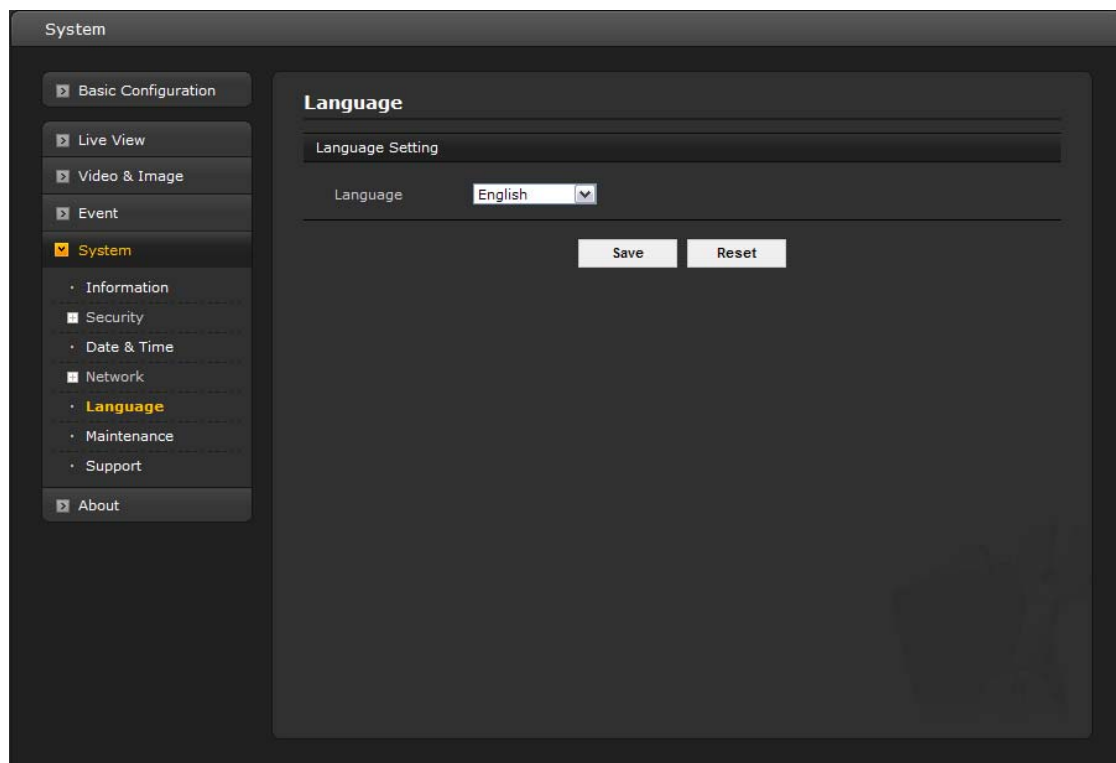 System
Basic Configuration
Live View
Video & Image
Event
System
Information
Security
Date & Time
Network
Language
Maintenance
Support
About
Language
Language Setting
Language English
Save Reset